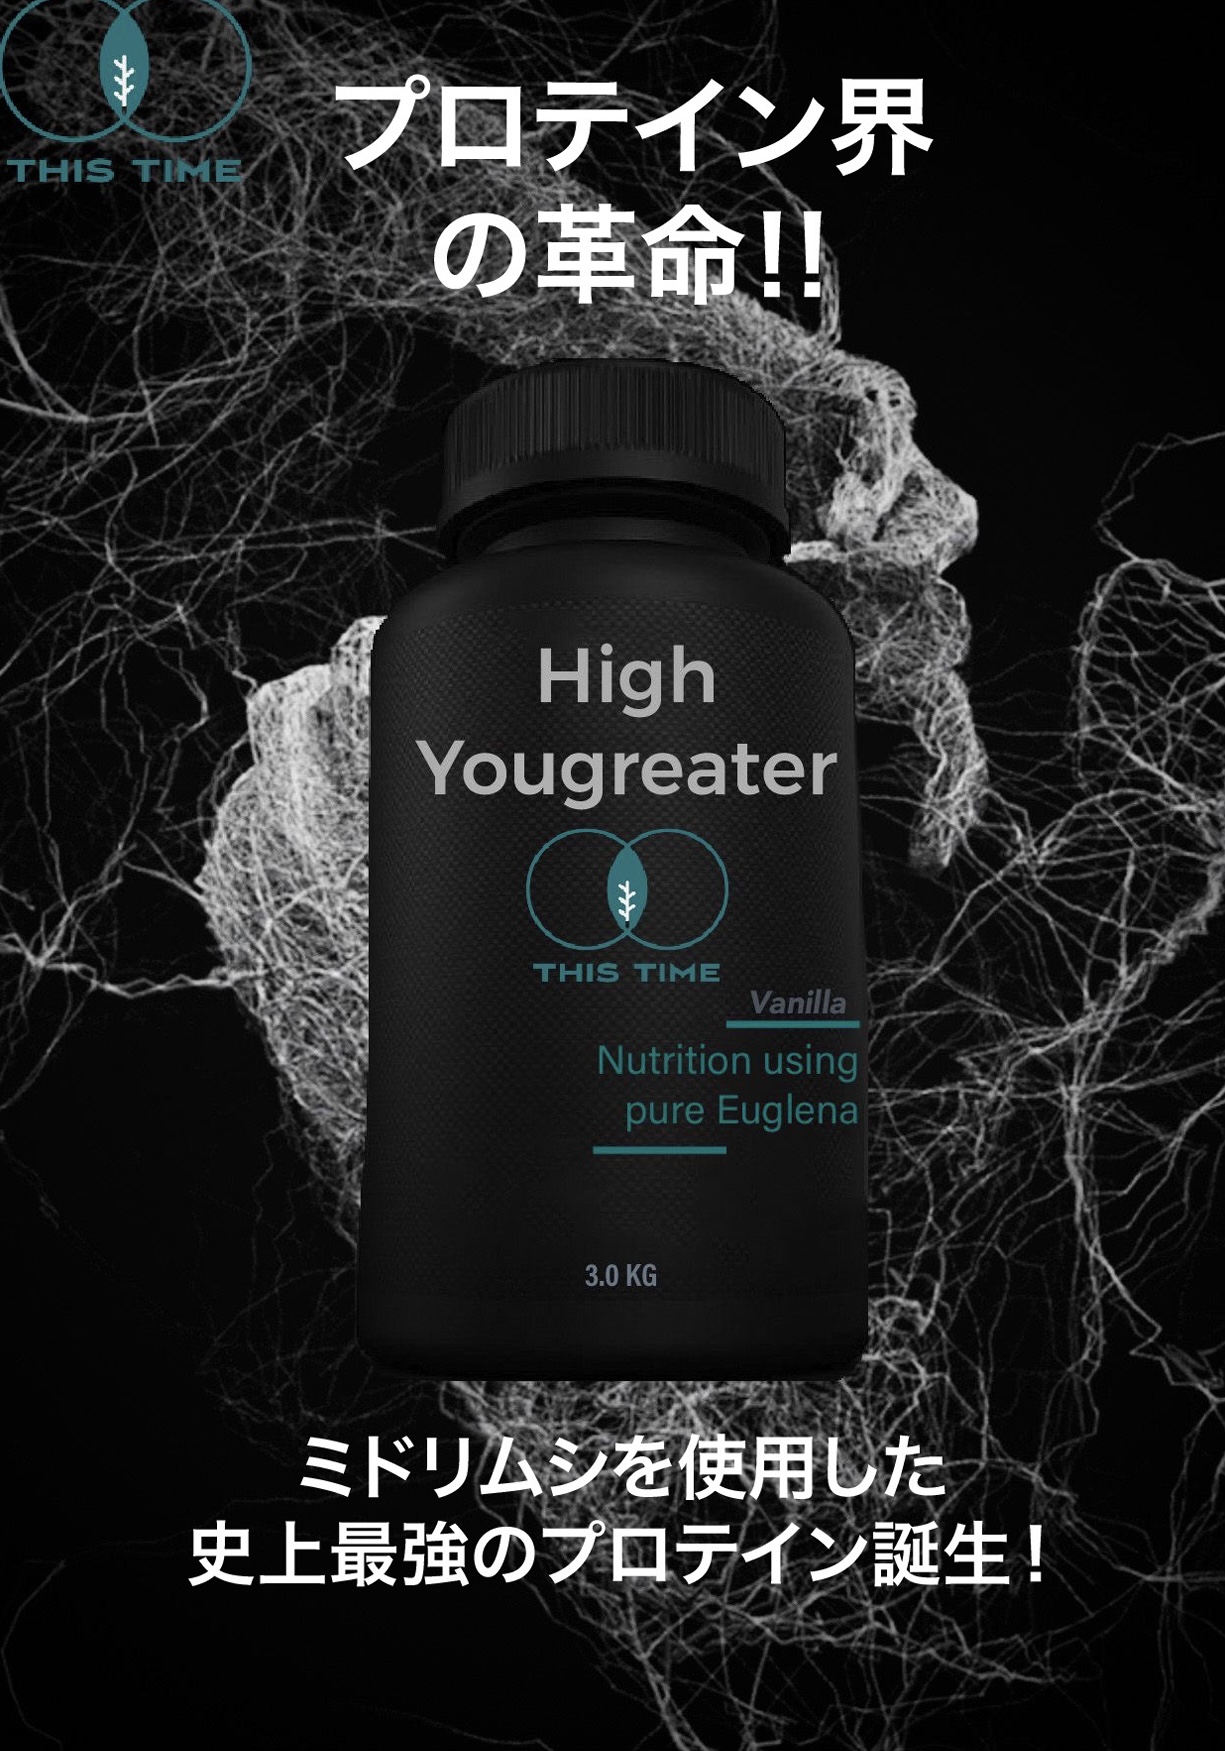 THIS TIME
プロテイン界
の革命!!
High
Yougreater
THIS TIME
Vanilla
Nutrition using
pure Euglena
3.0 KG
ミドリムシを使用した
史上最強のプロテイン誕生！